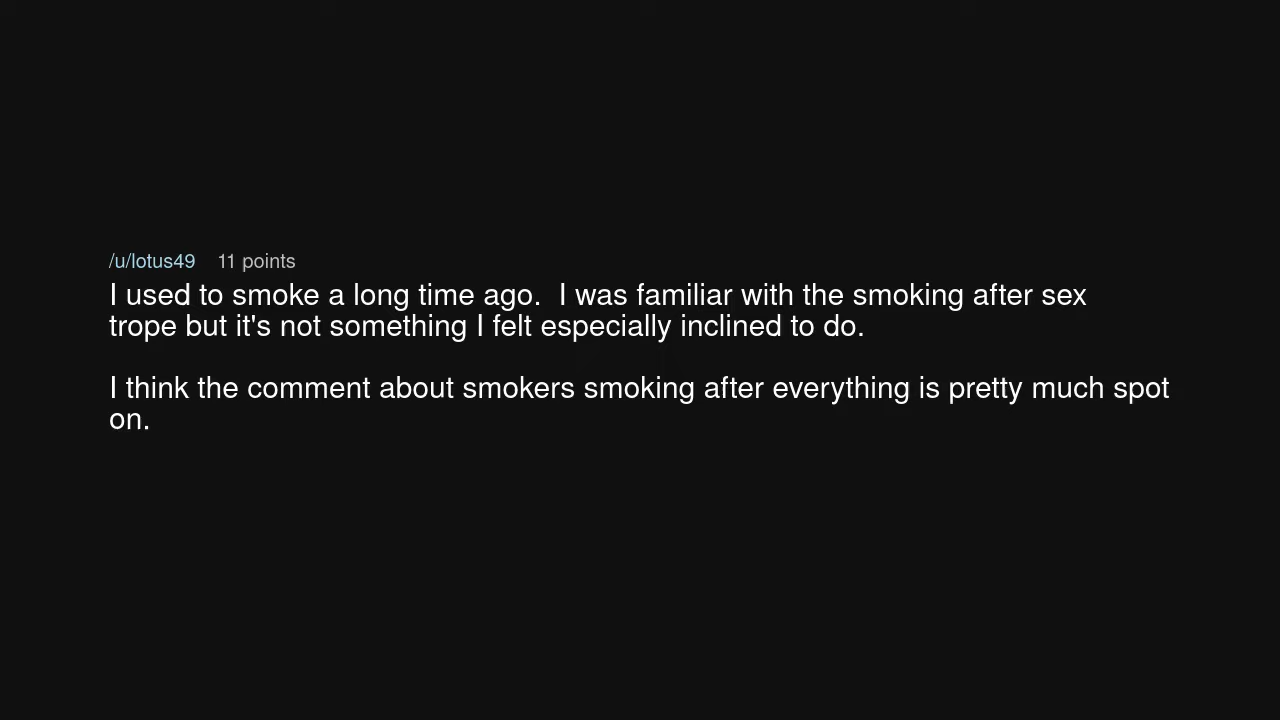 /u/lotus49 11 points
I used to smoke a long time ago.  I was familiar with the smoking after sex
trope but it's not something I felt especially inclined to do.
I think the comment about smokers smoking after everything is pretty much spot
on.